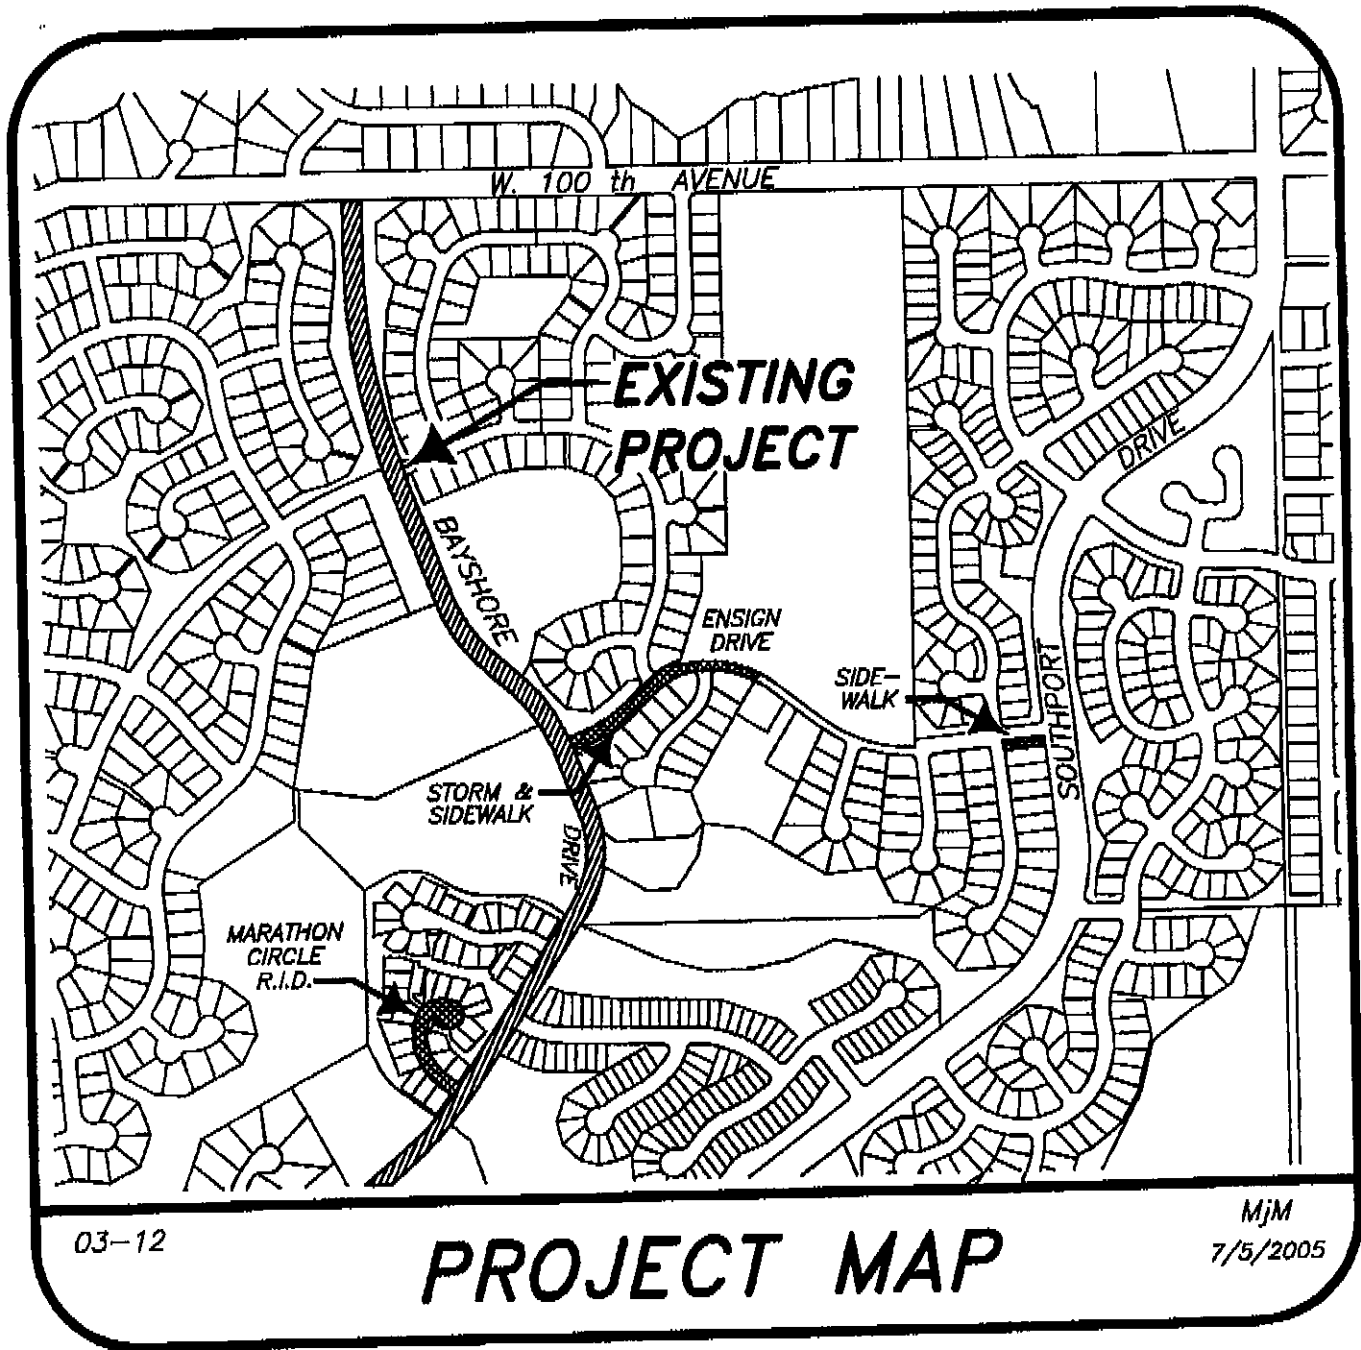 W. 100 th AVENUE
EXISTING
PROJECT
DRIVE
BAYSHORE
ENSIGN
DRIVE
SIDE-
WALK
SOUTHPORT
STORM &
SIDEWALK
DRIVE
MARATHON
CIRCLE
R.I.D.
03-12
PROJECT MAP
MjM
7/5/2005